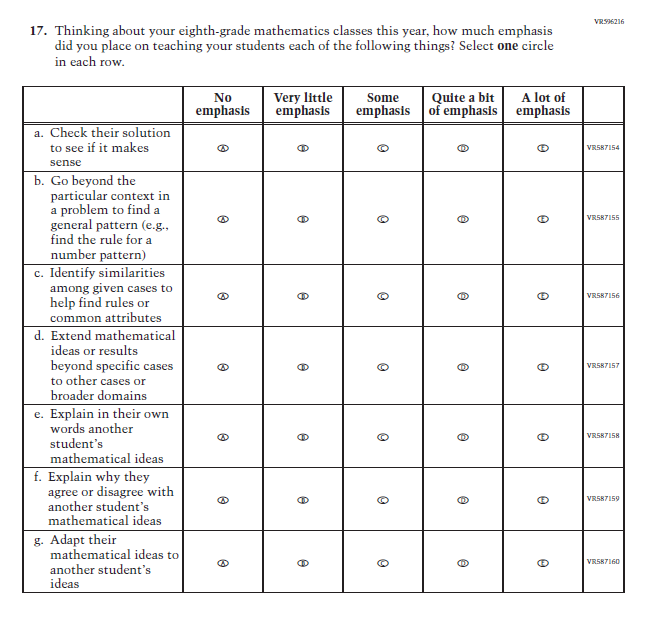 VR596216
17. Thinking about your eighth-grade mathematics classes this year, how much emphasis
did you place on teaching your students each of the following things? Select one circle
in each row.
No
emphasis
Very little
emphasis
Some
emphasis
Quite a bit
of emphasis
A lot of
emphasis
a. Check their solution
to see if it makes
sense
A B C D E VR587154
b. Go beyond the
particular context in
a problem to find a
general pattern (e.g.,
find the rule for a
number pattern)
A B C D E VR587155
c. Identify similarities
among given cases to
help find rules or
common attributes
A B C D E VR587156
d. Extend mathematical
ideas or results
beyond specific cases
to other cases or
broader domains
A B C D E VR587157
e. Explain in their own
words another
student's
mathematical ideas
A B C D E VR587158
f. Explain why they
agree or disagree with
another student's
mathematical ideas
A B C D E VR587159
g. Adapt their
mathematical ideas to
another student's
ideas
A B C D E VR587160